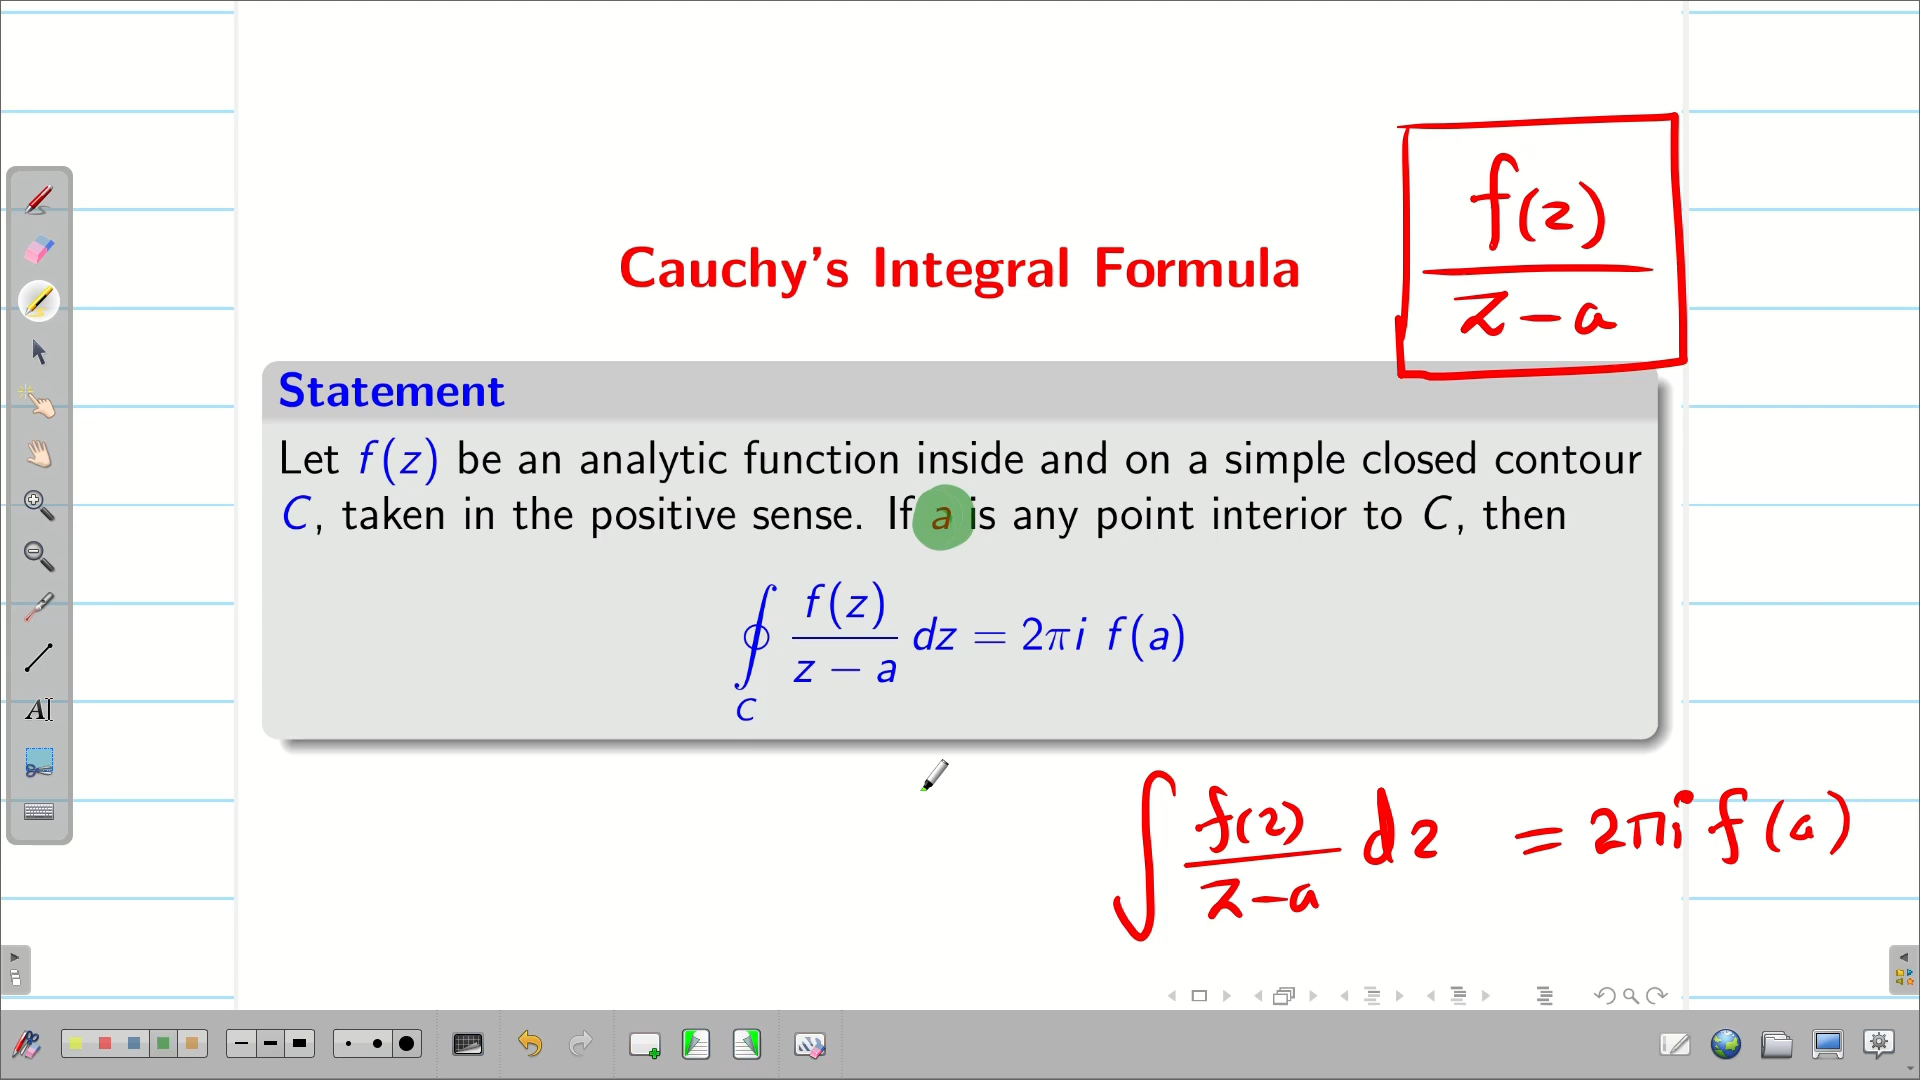 f(z)
z-a
Cauchy's Integral Formula
Statement
Let f(z) be an analytic function inside and on a simple closed contour
C, taken in the positive sense. If a is any point interior to C, then
∮_C f(z)/(z − a) dz = 2πi f(a)
∫ f(z)/(z-a) dz = 2πi f(a)